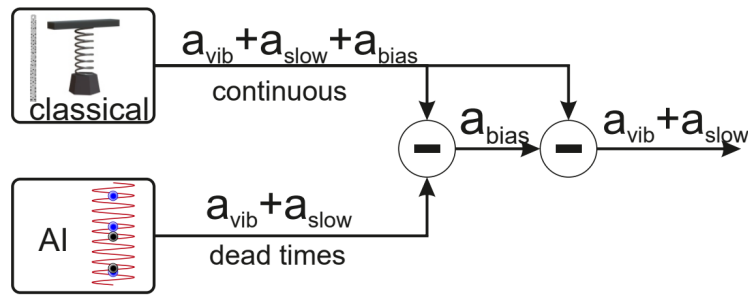 a_vib+a_slow+a_bias
continuous
classical
a_bias
a_vib+a_slow
AI
a_vib+a_slow
dead times